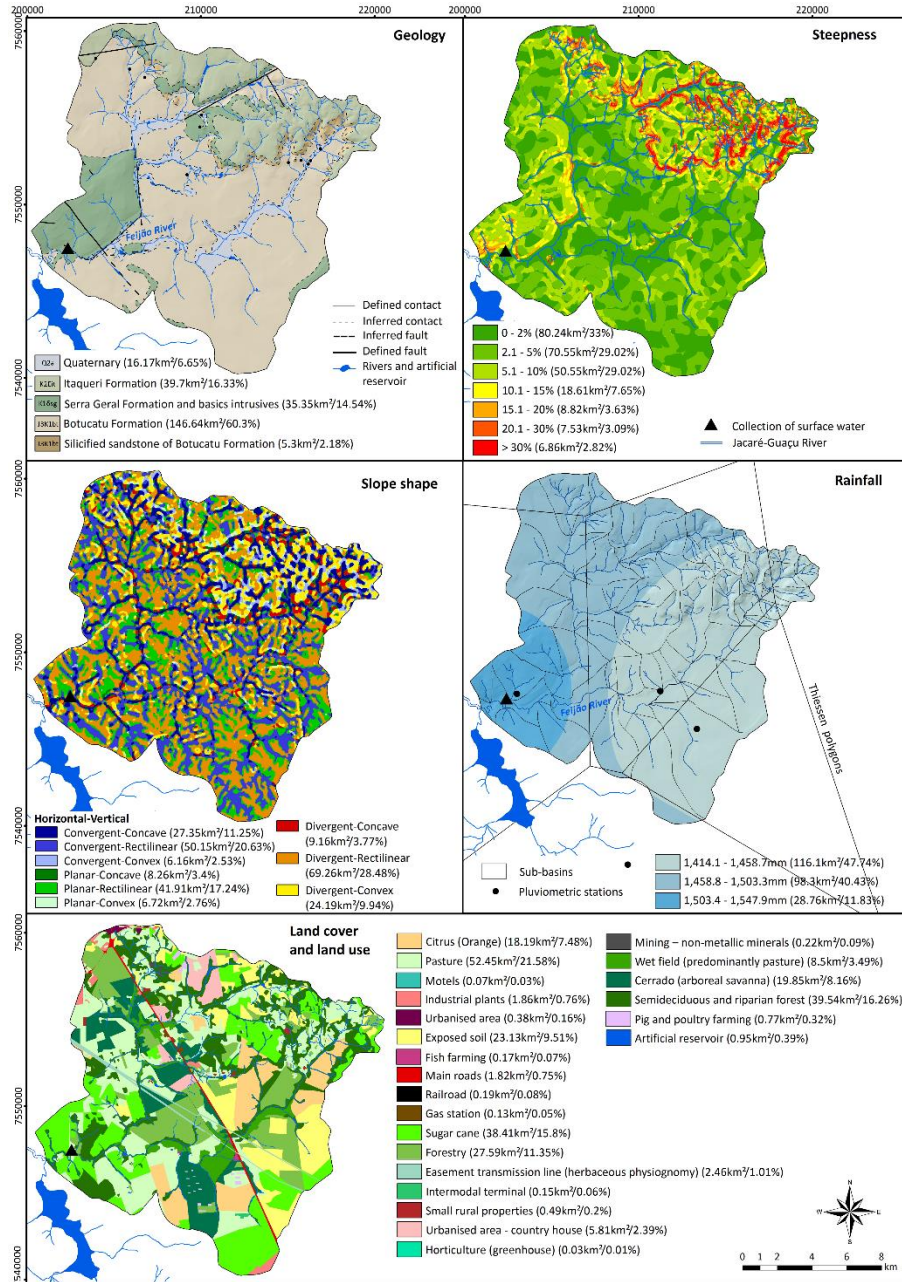 200000
210000
220000
200000
210000
220000
7560000
7550000
7540000
Geology
Feijão River
Defined contact
Inferred contact
Inferred fault
Defined fault
Rivers and artificial
reservoir
Quaternary (16.17km²/6.65%)
Itaqueri Formation (39.7km²/16.33%)
Serra Geral Formation and basics intrusives (35.35km²/14.54%)
Botucatu Formation (146.64km²/60.3%)
Silicified sandstone of Botucatu Formation (5.3km²/2.18%)
Steepness
0 - 2% (80.24km²/33%)
2.1 - 5% (70.55km²/29.02%)
5.1 - 10% (50.55km²/29.02%)
10.1 - 15% (18.61km²/7.65%)
15.1 - 20% (8.82km²/3.63%)
20.1 - 30% (7.53km²/3.09%)
> 30% (6.86km²/2.82%)
Collection of surface water
Jacaré-Guaçu River
7560000
7550000
7540000
Slope shape
Horizontal-Vertical
Convergent-Concave (27.35km²/11.25%)
Convergent-Rectilinear (50.15km²/20.63%)
Convergent-Convex (6.16km²/2.53%)
Planar-Concave (8.26km²/3.4%)
Planar-Rectilinear (41.91km²/17.24%)
Planar-Convex (6.72km²/2.76%)
Divergent-Concave
(9.16km²/3.77%)
Divergent-Rectilinear
(69.26km²/28.48%)
Divergent-Convex
(24.19km²/9.94%)
Rainfall
Feijão River
Thiessen polygons
Sub-basins
Pluviometric stations
1,414.1 - 1,458.7mm (116.1km²/47.74%)
1,458.8 - 1,503.3mm (98.3km²/40.43%)
1,503.4 - 1,547.9mm (28.76km²/11.83%)
7560000
7550000
Land cover
and land use
Citrus (Orange) (18.19km²/7.48%)
Pasture (52.45km²/21.58%)
Motels (0.07km²/0.03%)
Industrial plants (1.86km²/0.76%)
Urbanised area (0.38km²/0.16%)
Exposed soil (23.13km²/9.51%)
Fish farming (0.17km²/0.07%)
Main roads (1.82km²/0.75%)
Railroad (0.19km²/0.08%)
Gas station (0.13km²/0.05%)
Sugar cane (38.41km²/15.8%)
Forestry (27.59km²/11.35%)
Easement transmission line (herbaceous physiognomy) (2.46km²/1.01%)
Intermodal terminal (0.15km²/0.06%)
Small rural properties (0.49km²/0.2%)
Urbanised area - country house (5.81km²/2.39%)
Horticulture (greenhouse) (0.03km²/0.01%)
Mining – non-metallic minerals (0.22km²/0.09%)
Wet field (predominantly pasture) (8.5km²/3.49%)
Cerrado (arboreal savanna) (19.85km²/8.16%)
Semideciduous and riparian forest (39.54km²/16.26%)
Pig and poultry farming (0.77km²/0.32%)
Artificial reservoir (0.95km²/0.39%)
N
W E
S
0 1 2 4 6 8
km